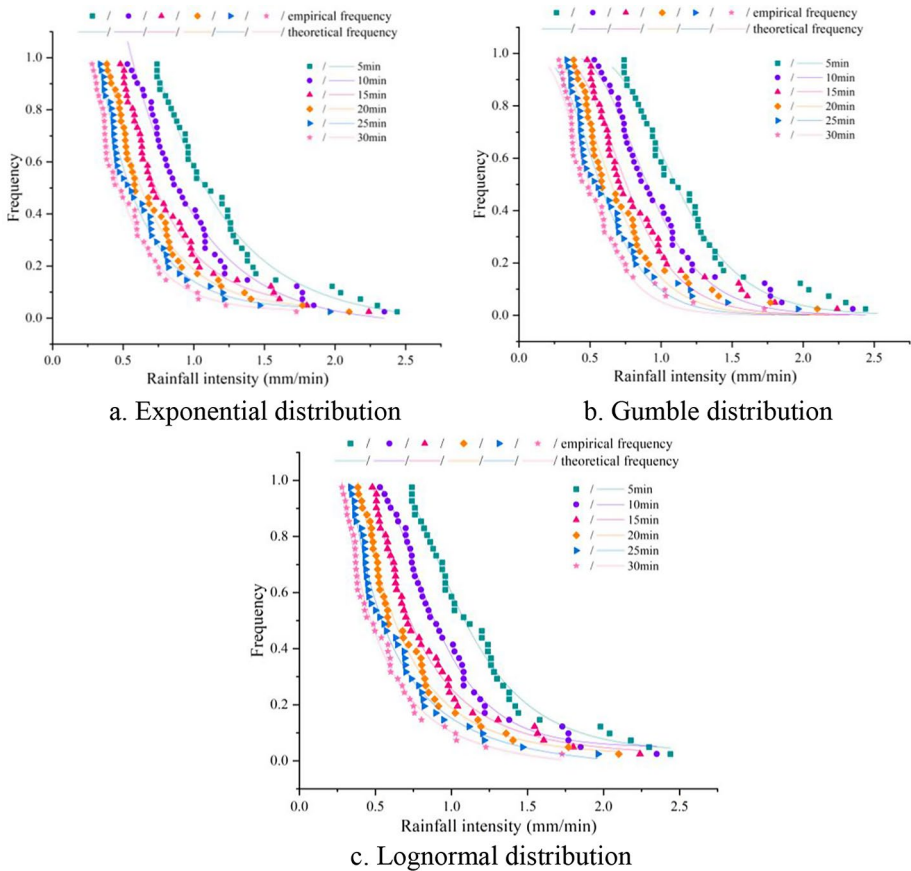 / / / / / empirical frequency
/ / / / / theoretical frequency
1.0
0.8
0.6
0.4
0.2
0.0
Frequency
/ 5min
/ 10min
/ 15min
/ 20min
/ 25min
/ 30min
0.0 0.5 1.0 1.5 2.0 2.5
Rainfall intensity (mm/min)
a. Exponential distribution
/ / / / / empirical frequency
/ / / / / theoretical frequency
1.0
0.8
0.6
0.4
0.2
0.0
Frequency
/ 5min
/ 10min
/ 15min
/ 20min
/ 25min
/ 30min
0.0 0.5 1.0 1.5 2.0 2.5
Rainfall intensity (mm/min)
b. Gumble distribution
/ / / / / empirical frequency
/ / / / / theoretical frequency
1.0
0.8
0.6
0.4
0.2
0.0
Frequency
/ 5min
/ 10min
/ 15min
/ 20min
/ 25min
/ 30min
0.0 0.5 1.0 1.5 2.0 2.5
Rainfall intensity (mm/min)
c. Lognormal distribution